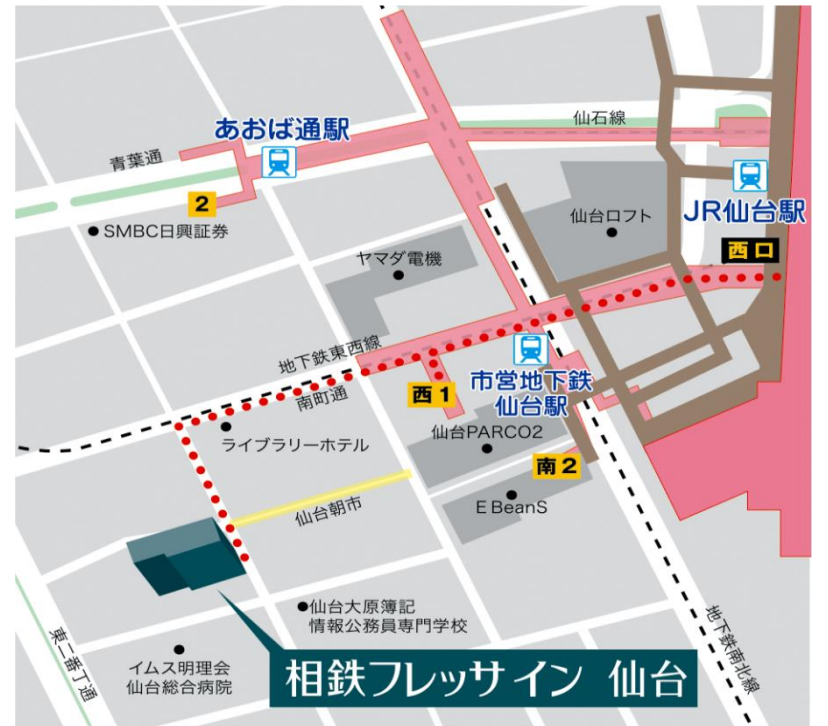 仙石線
あおば通駅
青葉通
2
SMBC日興証券
仙台ロフト
JR仙台駅
西口
ヤマダ電機
地下鉄東西線
南町通
西1
市営地下鉄
仙台駅
仙台PARCO2
ライブラリーホテル
南2
E BeanS
仙台朝市
仙台大原簿記
情報公務員専門学校
地下鉄南北線
東二番丁通
イムス明理会
仙台総合病院
相鉄フレッサイン 仙台